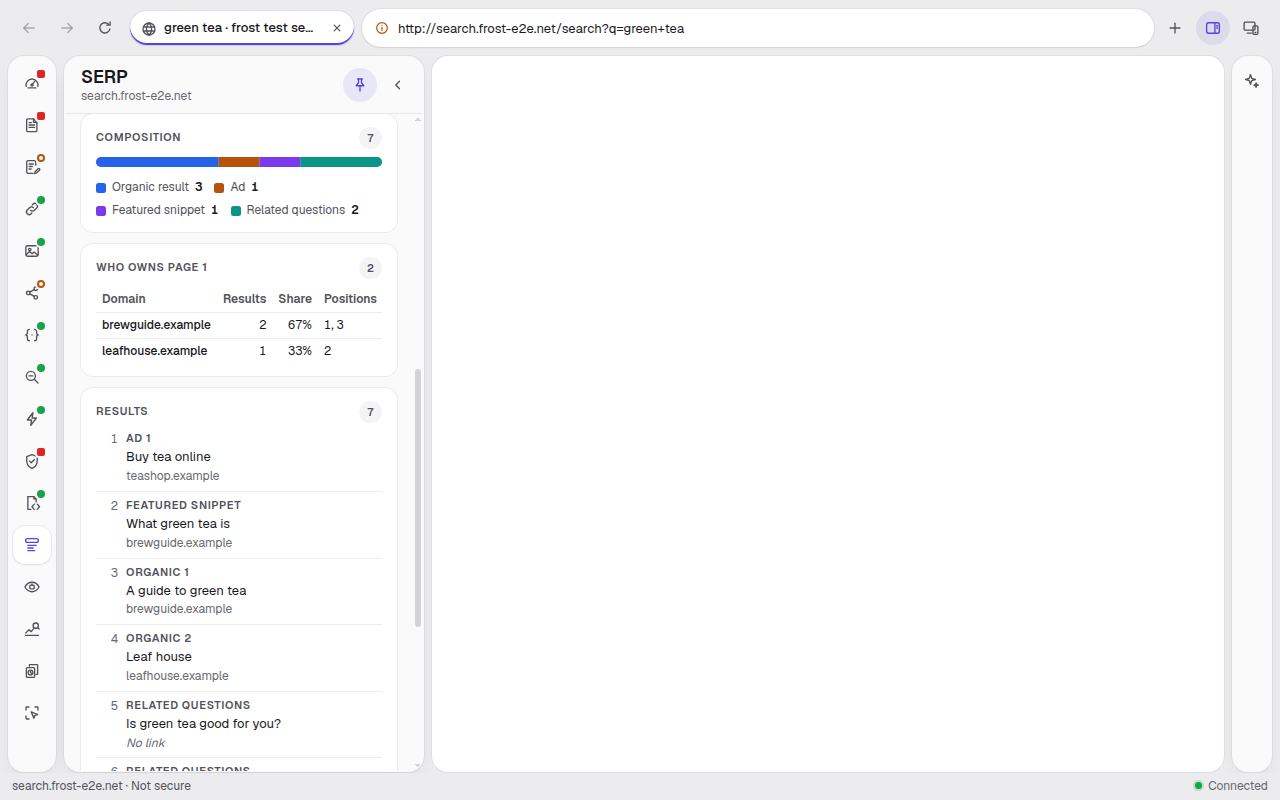 green tea · frost test se...
http://search.frost-e2e.net/search?q=green+tea
SERP
search.frost-e2e.net
COMPOSITION 7
Organic result 3 Ad 1
Featured snippet 1 Related questions 2
WHO OWNS PAGE 1 2
Domain Results Share Positions
brewguide.example 2 67% 1, 3
leafhouse.example 1 33% 2
RESULTS 7
1 AD 1
Buy tea online
teashop.example
2 FEATURED SNIPPET
What green tea is
brewguide.example
3 ORGANIC 1
A guide to green tea
brewguide.example
4 ORGANIC 2
Leaf house
leafhouse.example
5 RELATED QUESTIONS
Is green tea good for you?
No link
6 RELATED QUESTIONS
search.frost-e2e.net · Not secure
Connected